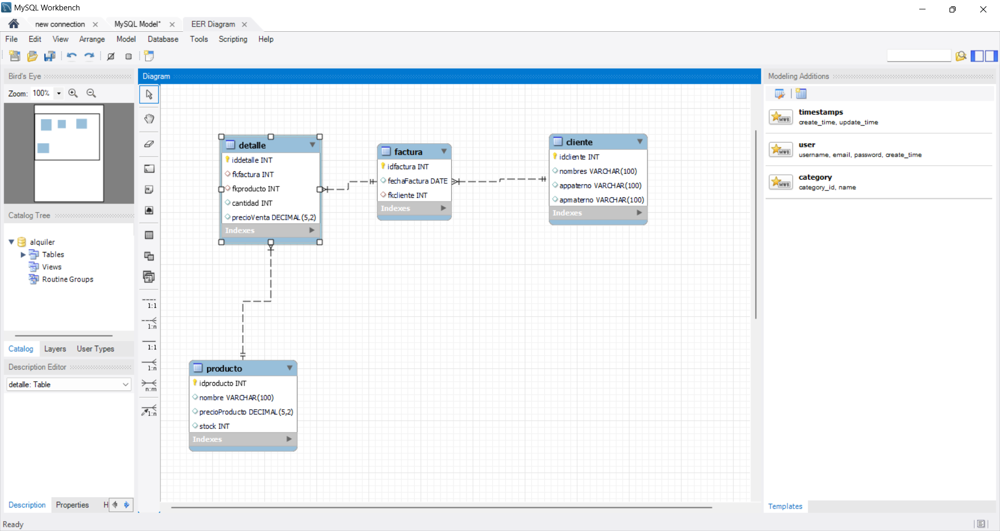 MySQL Workbench
new connection
MySQL Model*
EER Diagram
File Edit View Arrange Model Database Tools Scripting Help
Bird's Eye
Zoom: 100%
Catalog Tree
alquiler
Tables
Views
Routine Groups
Catalog Layers User Types
Description Editor
detalle: Table
Description Properties H
Ready
Diagram
1:1
1:n
1:1
1:n
n:m
1:n
detalle
iddetalle INT
fkfactura INT
fkproducto INT
cantidad INT
precioVenta DECIMAL(5,2)
Indexes
factura
idfactura INT
fechaFactura DATE
fkcliente INT
Indexes
cliente
idcliente INT
nombres VARCHAR(100)
appaterno VARCHAR(100)
apmaterno VARCHAR(100)
Indexes
producto
idproducto INT
nombre VARCHAR(100)
precioProducto DECIMAL(5,2)
stock INT
Indexes
Modeling Additions
MWB
timestamps
create_time, update_time
MWB
user
username, email, password, create_time
MWB
category
category_id, name
Templates